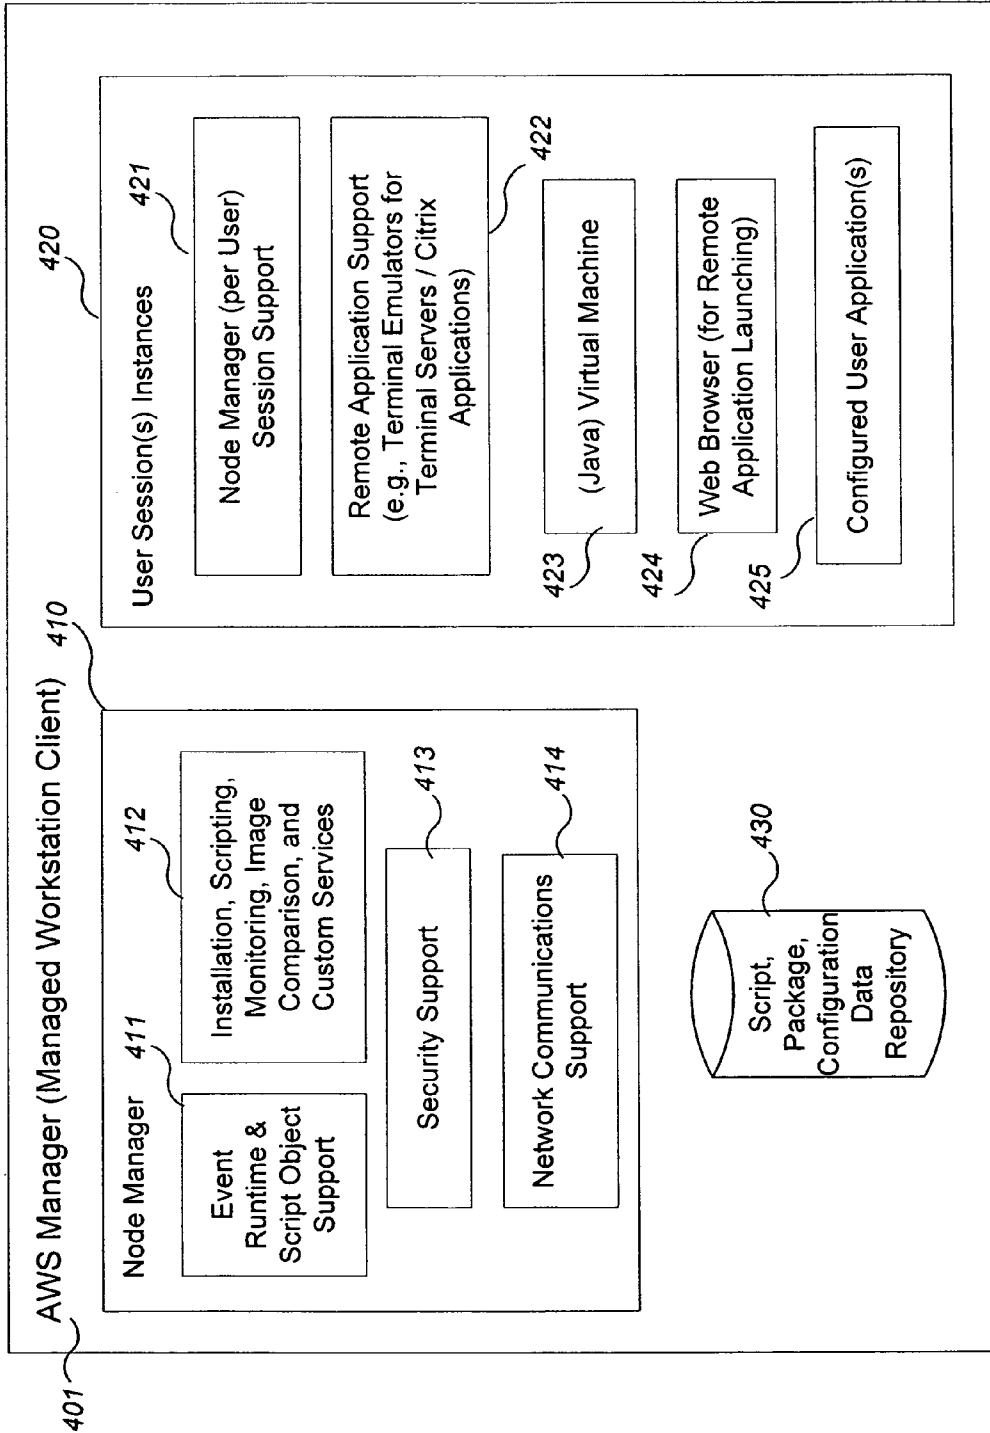 401
AWS Manager (Managed Workstation Client)
410
Node Manager
411
Event
Runtime &
Script Object
Support
412
Installation, Scripting,
Monitoring, Image
Comparison, and
Custom Services
Security Support
413
Network Communications
Support
414
Script,
Package,
Configuration
Data
Repository
430
420
User Session(s) Instances
421
Node Manager (per User)
Session Support
Remote Application Support
(e.g., Terminal Emulators for
Terminal Servers / Citrix
Applications)
422
(Java) Virtual Machine
423
Web Browser (for Remote
Application Launching)
424
425
Configured User Application(s)